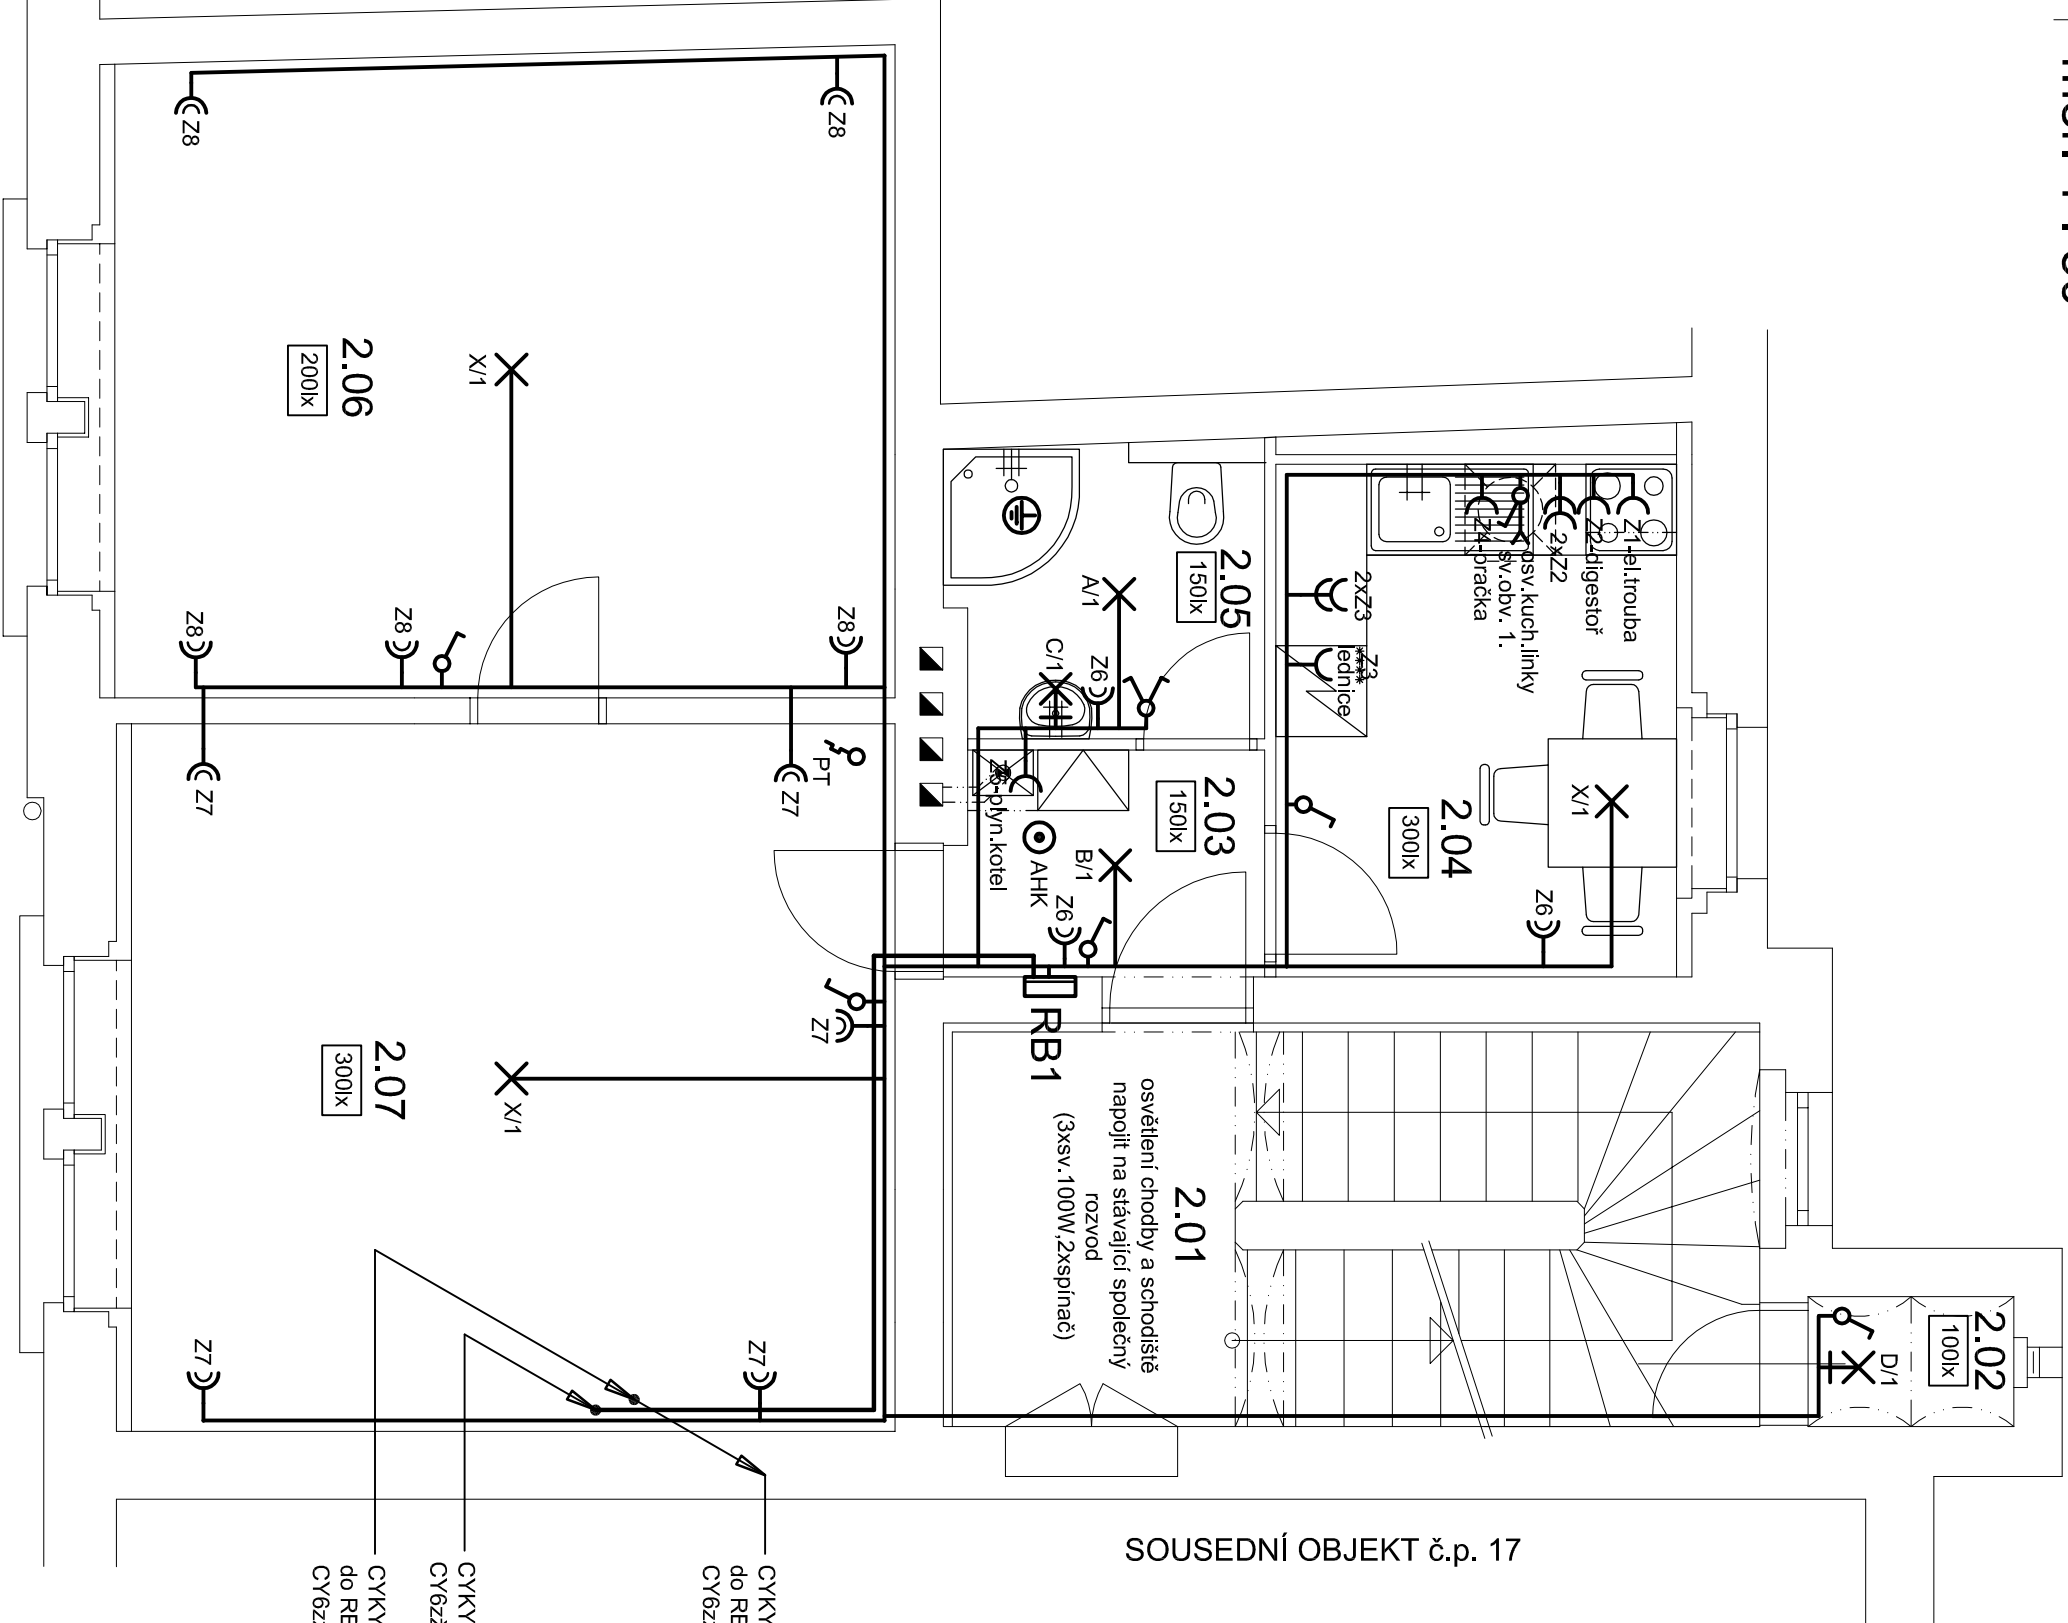 Z8
Z8
2.06
200lx
X/1
Z8
Z8
Z8
Z7
Z7
PT
2.05
150lx
A/1
C/1
Z6
Z1-el.trouba
Z2-digestoř
2xZ2
osv.kuch.linky
sv.obv. 1.
Z4-pračka
2xZ3
Z3
lednice
X/1
2.04
300lx
Z6
2.03
150lx
Z5-plyn.kotel
AHK
B/1
Z6
RB1
Z7
2.07
300lx
X/1
Z7
Z7
2.01
osvětlení chodby a schodiště
napojit na stávající společný
rozvod
(3xsv.100W,2xspínač)
2.02
100lx
D/1
SOUSEDNÍ OBJEKT č.p. 17
CYKY
CYKY
CYKY